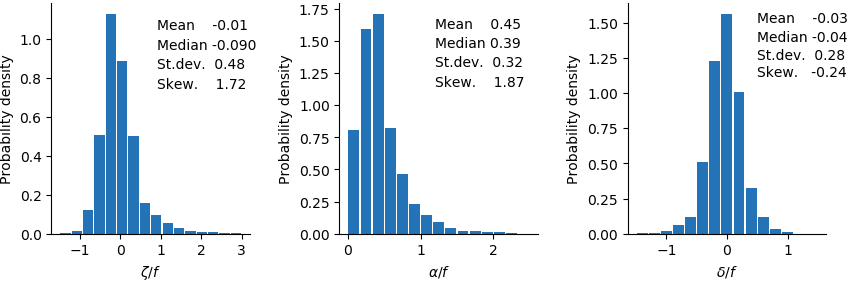 Mean -0.01
Median -0.090
St.dev. 0.48
Skew. 1.72
Probability density
0.0
0.2
0.4
0.6
0.8
1.0
−1 0 1 2 3
ζ/f
Mean 0.45
Median 0.39
St.dev. 0.32
Skew. 1.87
Probability density
0.00
0.25
0.50
0.75
1.00
1.25
1.50
1.75
0 1 2
α/f
Mean -0.03
Median -0.04
St.dev. 0.28
Skew. -0.24
Probability density
0.00
0.25
0.50
0.75
1.00
1.25
1.50
−1 0 1
δ/f